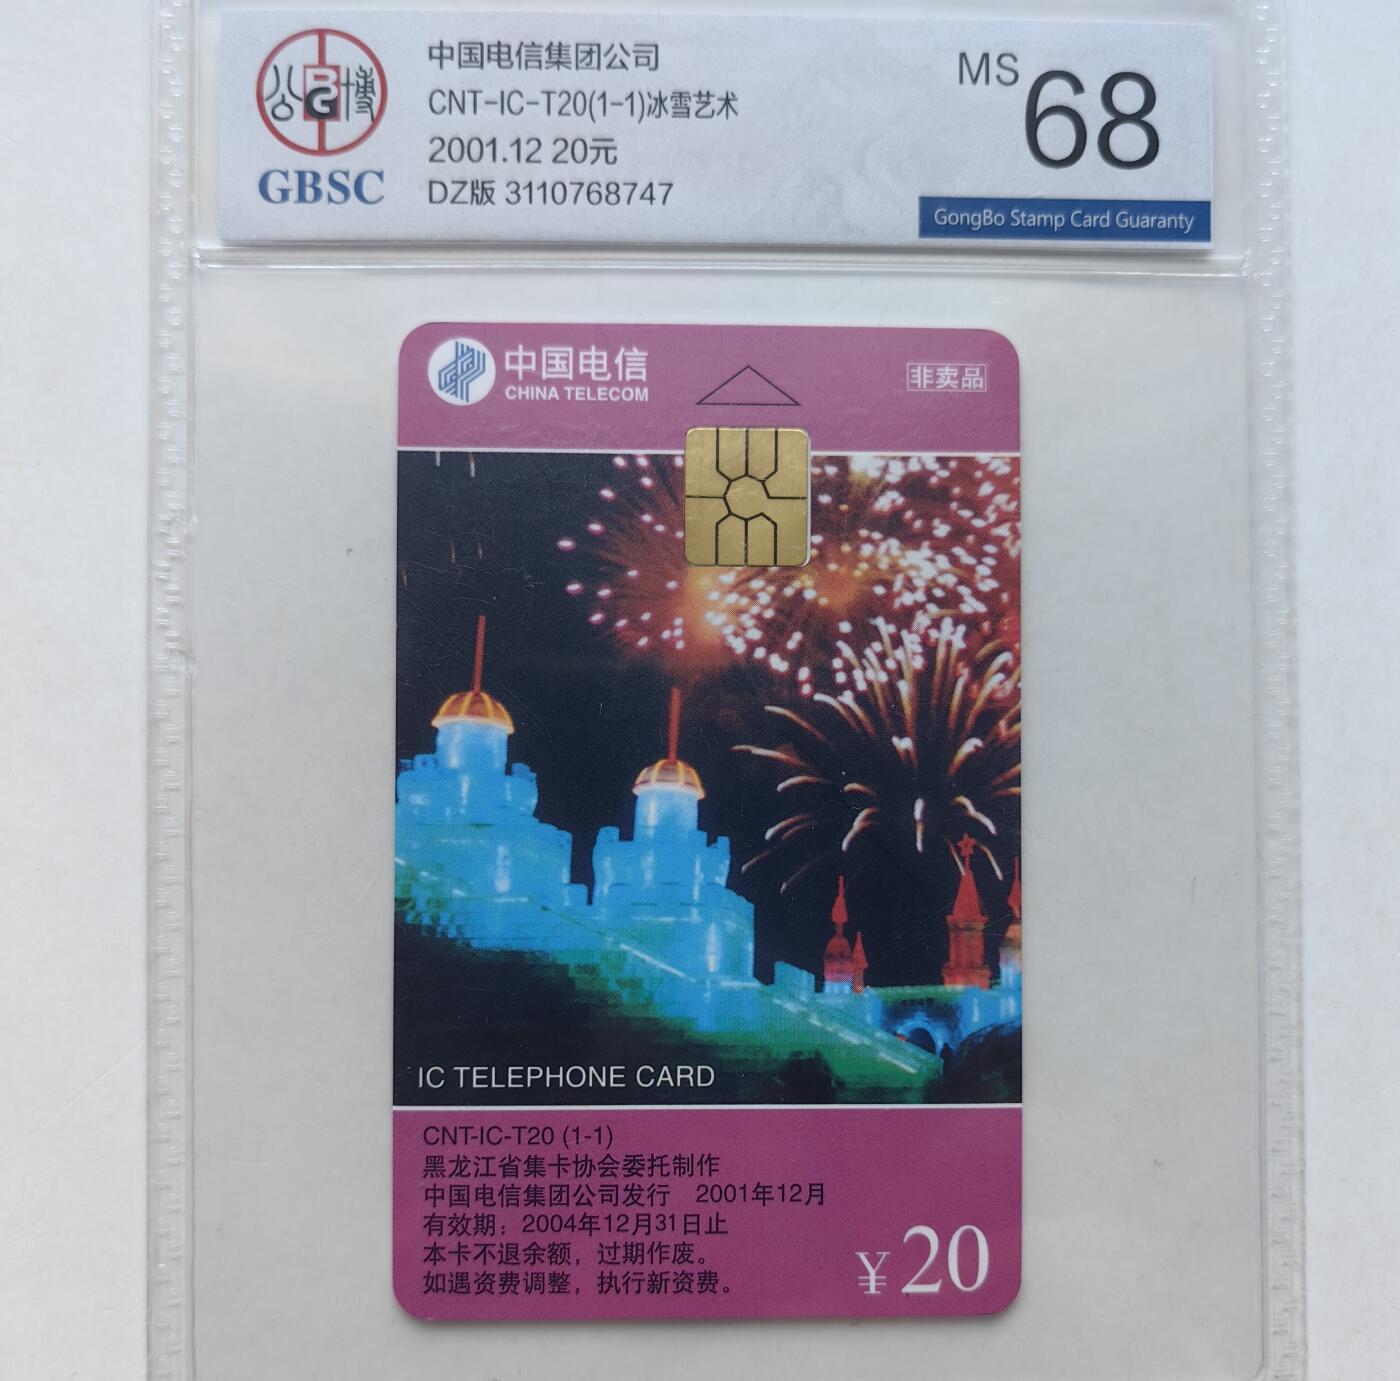 公博
BG
GBSC
中国电信集团公司
CNT-IC-T20(1-1)冰雪艺术
2001.12 20元
DZ版 3110768747
MS 68
GongBo Stamp Card Guaranty
中国电信
CHINA TELECOM
非卖品
IC TELEPHONE CARD
CNT-IC-T20 (1-1)
黑龙江省集卡协会委托制作
中国电信集团公司发行 2001年12月
有效期：2004年12月31日止
本卡不退余额，过期作废。
如遇资费调整，执行新资费。
¥20